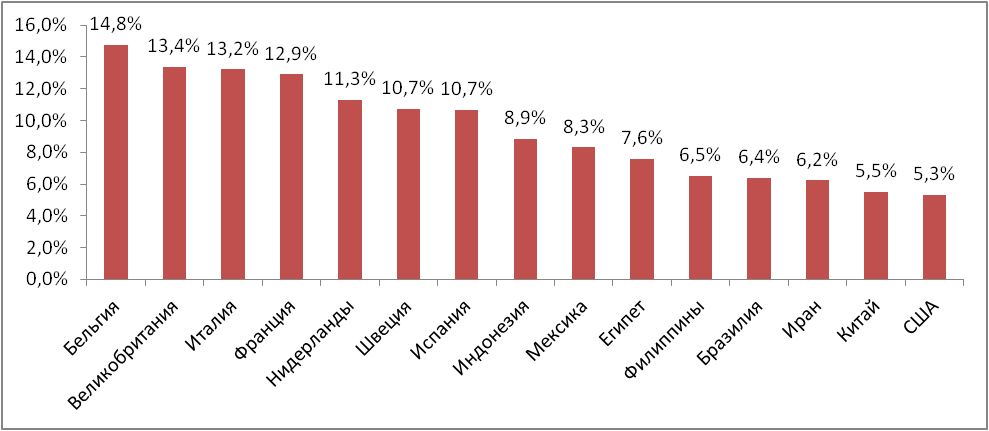 16,0%
14,0%
12,0%
10,0%
8,0%
6,0%
4,0%
2,0%
0,0%
14,8%
13,4%
13,2%
12,9%
11,3%
10,7%
10,7%
8,9%
8,3%
7,6%
6,5%
6,4%
6,2%
5,5%
5,3%
Бельгия
Великобритания
Италия
Франция
Нидерланды
Швеция
Испания
Индонезия
Мексика
Египет
Филиппины
Бразилия
Иран
Китай
США